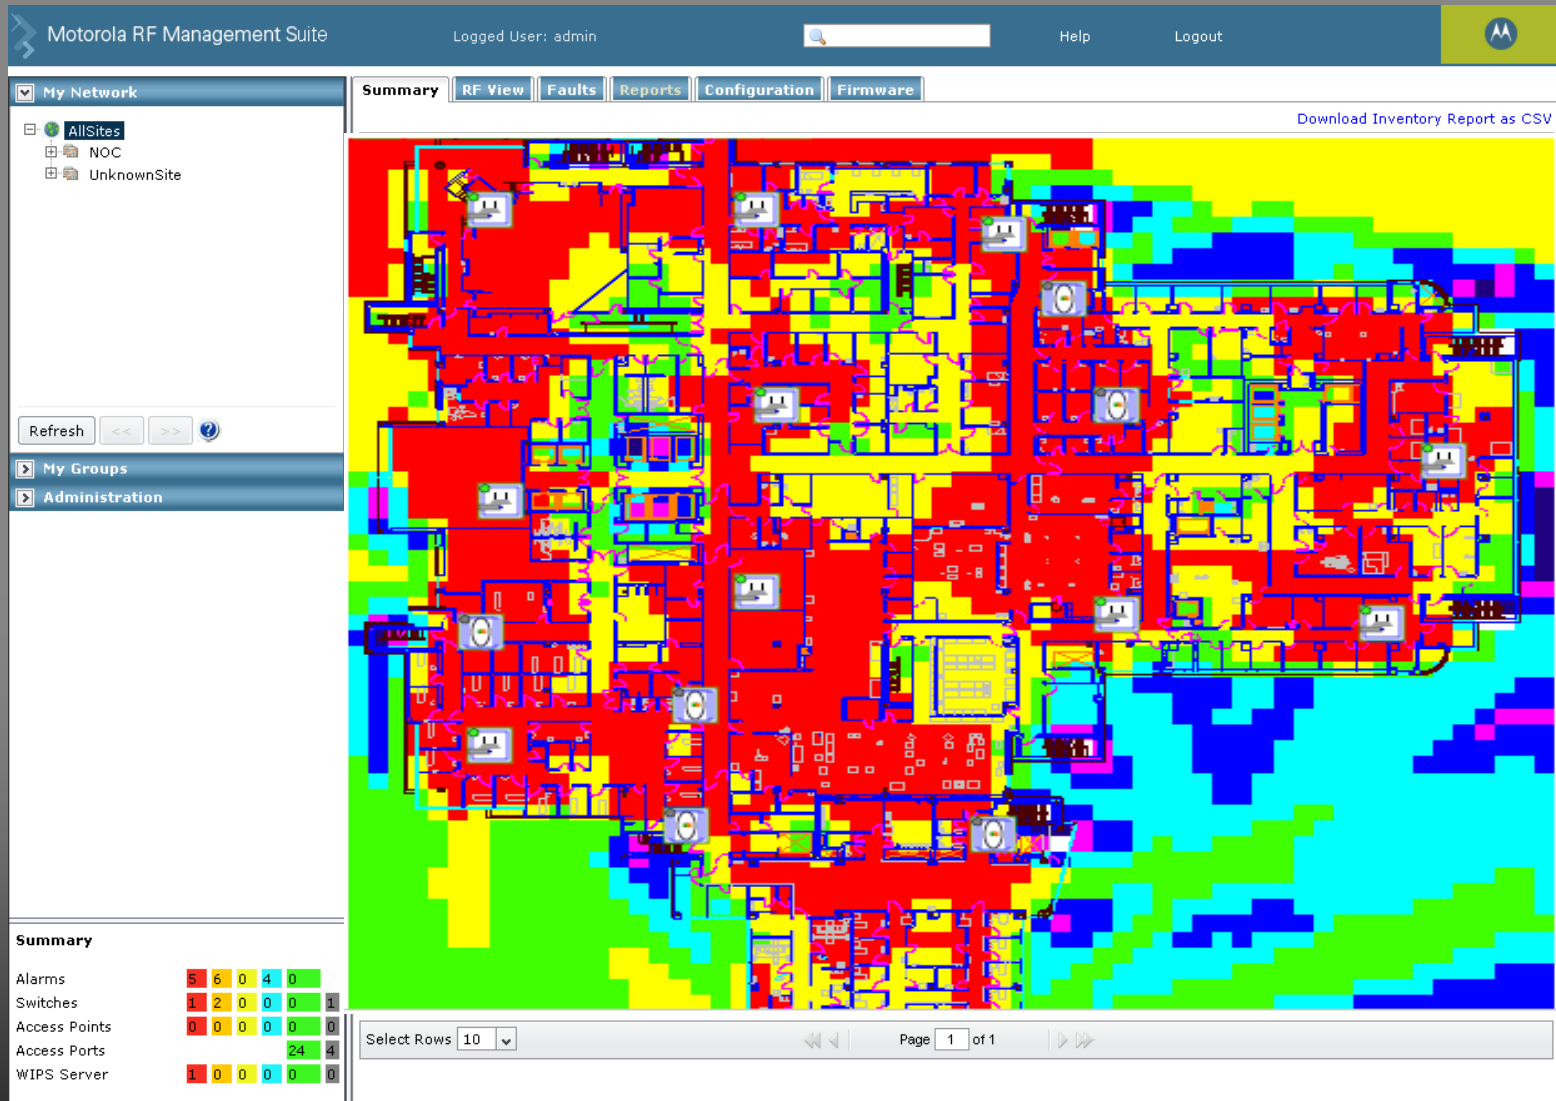 Motorola RF Management Suite
Logged User: admin
Help
Logout
My Network
AllSites
NOC
UnknownSite
Refresh
<<
>>
?
My Groups
Administration
Summary
Alarms 5 6 0 4 0
Switches 1 2 0 0 0 1
Access Points 0 0 0 0 0 0
Access Ports 24 4
WIPS Server 1 0 0 0 0 0
Summary RF View Faults Reports Configuration Firmware
Download Inventory Report as CSV
Select Rows 10
Page 1 of 1